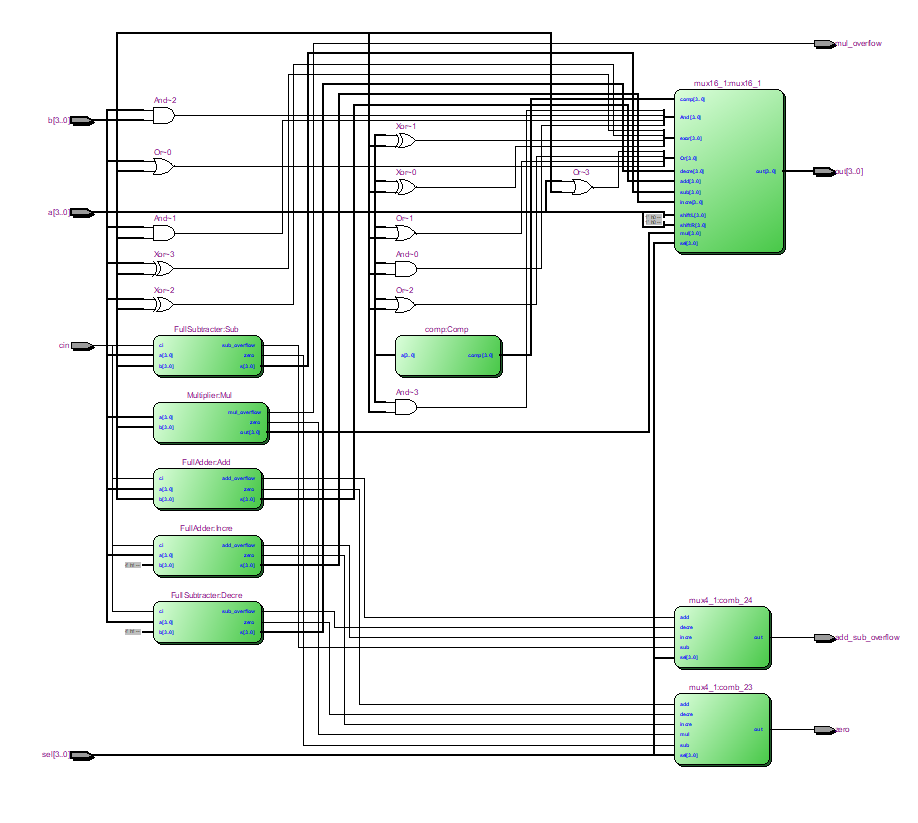 mul_overflow
mux16_1:mux16_1
comp[3..0]
And[3..0]
exor[3..0]
Or[3..0]
decre[3..0]
add[3..0]
sub[3..0]
incre[3..0]
shiftL[3..0]
shiftR[3..0]
mul[3..0]
sel[3..0]
out[3..0]
out[3..0]
And~2
b[3..0]
Or~0
a[3..0]
And~1
Xor~3
Xor~2
Xor~1
Xor~0
Or~3
Or~1
And~0
Or~2
cin
FullSubtracter:Sub
ci
a[3..0]
b[3..0]
sub_overflow
zero
s[3..0]
comp:Comp
a[3..0]
comp[3..0]
Multiplier:Mul
a[3..0]
b[3..0]
mul_overflow
zero
out[3..0]
And~3
FullAdder:Add
ci
a[3..0]
b[3..0]
add_overflow
zero
s[3..0]
FullAdder:Incre
ci
a[3..0]
b[3..0]
add_overflow
zero
s[3..0]
FullSubtracter:Decre
ci
a[3..0]
b[3..0]
sub_overflow
zero
s[3..0]
mux4_1:comb_24
add
decre
incre
sub
sel[3..0]
out
add_sub_overflow
mux4_1:comb_23
add
decre
incre
mul
sub
sel[3..0]
out
zero
sel[3..0]